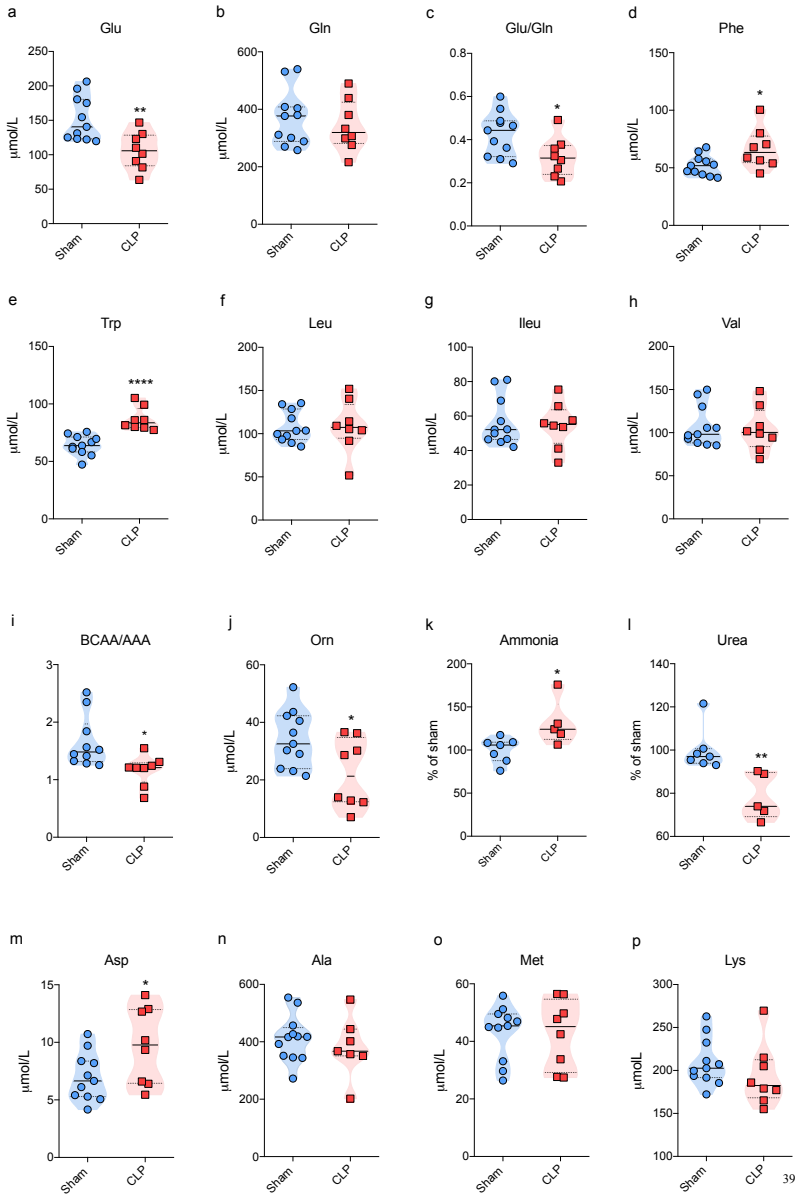 a
Glu
250
200
150
100
50
0
μmol/L
**
Sham
CLP
b
Gln
600
400
200
0
μmol/L
Sham
CLP
c
Glu/Gln
0.8
0.6
0.4
0.2
0.0
μmol/L
*
Sham
CLP
d
Phe
150
100
50
0
μmol/L
*
Sham
CLP
e
Trp
150
100
50
0
μmol/L
****
Sham
CLP
f
Leu
200
150
100
50
0
μmol/L
Sham
CLP
g
Ileu
100
80
60
40
20
0
μmol/L
Sham
CLP
h
Val
200
150
100
50
0
μmol/L
Sham
CLP
i
BCAA/AAA
3
2
1
0
*
Sham
CLP
j
Orn
60
40
20
0
μmol/L
*
Sham
CLP
k
Ammonia
200
150
100
50
0
% of sham
*
Sham
CLP
l
Urea
140
120
100
80
60
% of sham
**
Sham
CLP
m
Asp
15
10
5
0
μmol/L
*
Sham
CLP
n
Ala
600
400
200
0
μmol/L
Sham
CLP
o
Met
60
40
20
0
μmol/L
Sham
CLP
p
Lys
200
200
150
100
μmolL
Sham
CLP
39